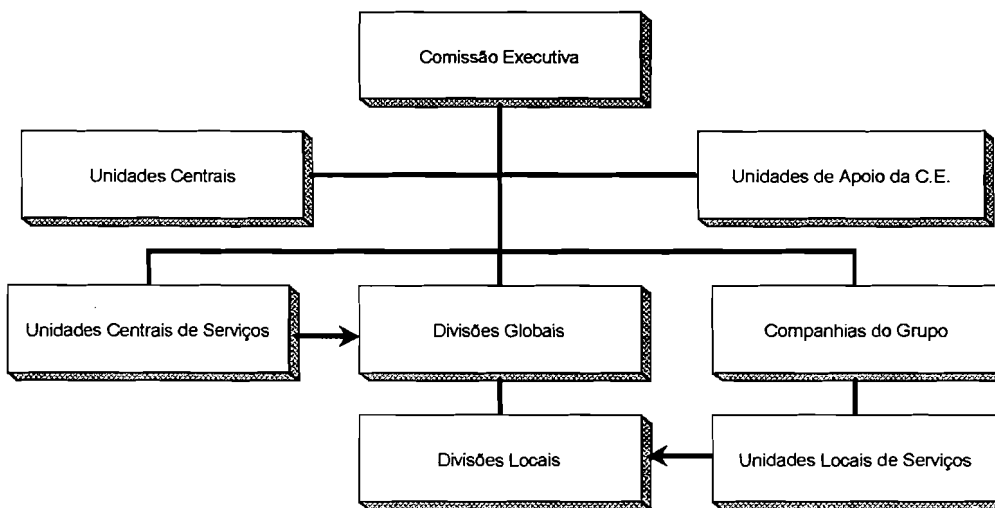 Comissão Executiva
Unidades Centrais
Unidades de Apoio da C.E.
Unidades Centrais de Serviços
Divisões Globais
Companhias do Grupo
Divisões Locais
Unidades Locais de Serviços